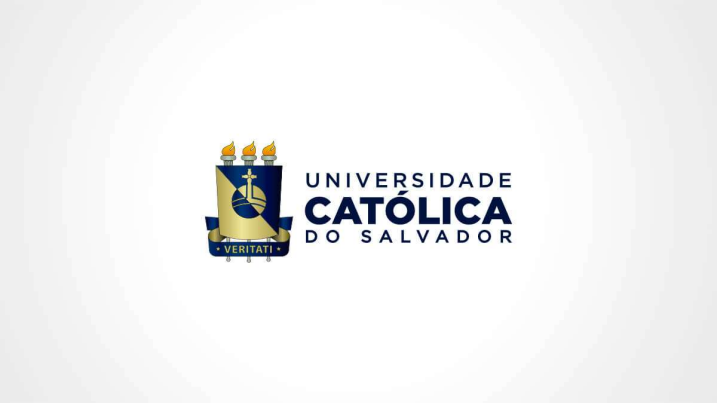 UNIVERSIDADE
CATÓLICA
DO SALVADOR
VERITATI